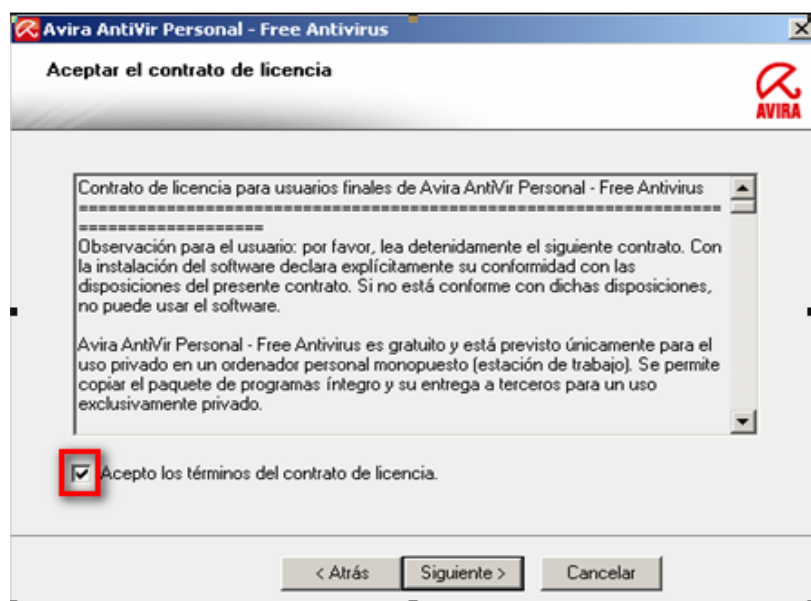 Avira AntiVir Personal - Free Antivirus
Aceptar el contrato de licencia
AVIRA
Contrato de licencia para usuarios finales de Avira AntiVir Personal - Free Antivirus
==================================================================
===================
Observación para el usuario: por favor, lea detenidamente el siguiente contrato. Con
la instalación del software declara explícitamente su conformidad con las
disposiciones del presente contrato. Si no está conforme con dichas disposiciones,
no puede usar el software.
Avira AntiVir Personal - Free Antivirus es gratuito y está previsto únicamente para el
uso privado en un ordenador personal monopuesto (estación de trabajo). Se permite
copiar el paquete de programas íntegro y su entrega a terceros para un uso
exclusivamente privado.
Acepto los términos del contrato de licencia.
< Atrás
Siguiente >
Cancelar